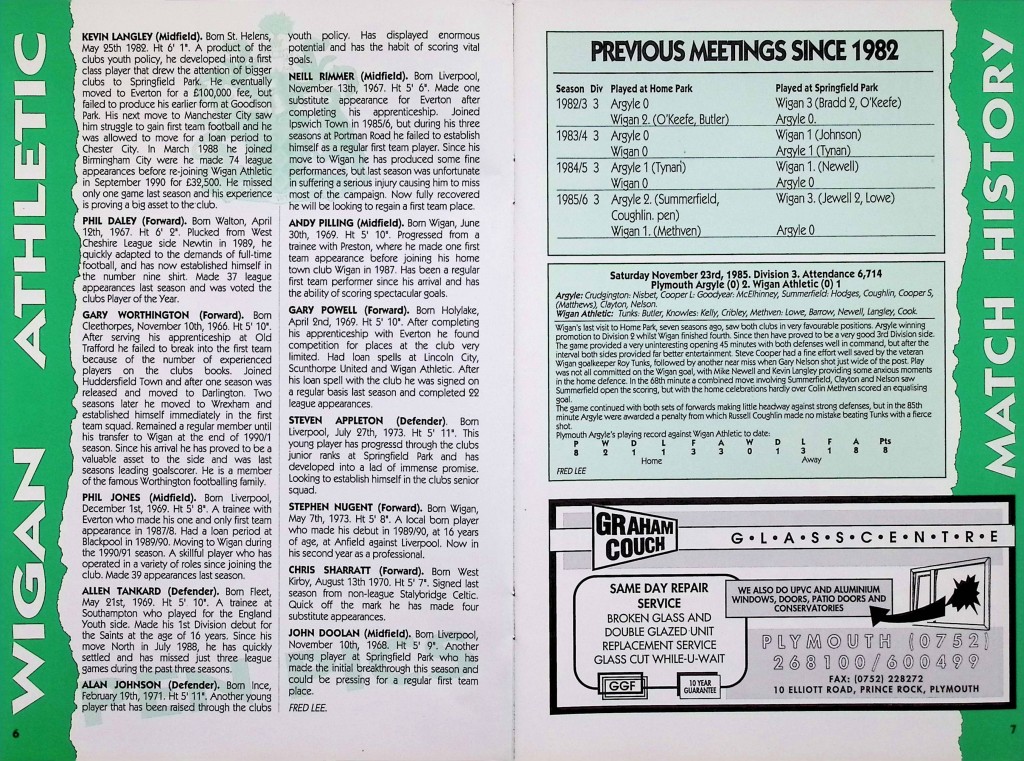 WIGAN ATHLETIC
KEVIN LANGLEY (Midfield). Born St. Helens,
May 25th 1982. Ht 6' 1". A product of the
clubs youth policy, he developed into a first
class player that drew the attention of bigger
clubs to Springfield Park. He eventually
moved to Everton for a £100,000 fee, but
failed to produce his earlier form at Goodison
Park. His next move to Manchester City saw
him struggle to gain first team football and he
was allowed to move for a loan period to
Chester City. In March 1988 he joined
Birmingham City were he made 74 league
appearances before re-joining Wigan Athletic
in September 1990 for £32,500. He missed
only one game last season and his experience
is proving a big asset to the club.
PHIL DALEY (Forward). Born Walton, April
12th, 1967. Ht 6' 2". Plucked from West
Cheshire League side Newtin in 1989, he
quickly adapted to the demands of full-time
football, and has now established himself in
the number nine shirt. Made 37 league
appearances last season and was voted the
clubs Player of the Year.
GARY WORTHINGTON (Forward). Born
Cleethorpes, November 10th, 1966. Ht 5' 10".
After serving his apprenticeship at Old
Trafford he failed to break into the first team
because of the number of experienced
players on the clubs books. Joined
Huddersfield Town and after one season was
released and moved to Darlington. Two
seasons later he moved to Wrexham and
established himself immediately in the first
team squad. Remained a regular member until
his transfer to Wigan at the end of 1990/1
season. Since his arrival he has proved to be a
valuable asset to the side and was last
seasons leading goalscorer. He is a member
of the famous Worthington footballing family.
PHIL JONES (Midfield). Born Liverpool,
December 1st, 1969. Ht 5' 8". A trainee with
Everton who made his one and only first team
appearance in 1987/8. Had a loan period at
Blackpool in 1989/90. Moving to Wigan during
the 1990/91 season. A skillful player who has
operated in a variety of roles since joining the
club. Made 39 appearances last season.
ALLEN TANKARD (Defender). Born Fleet,
May 21st, 1969. Ht 5' 10". A trainee at
Southampton who played for the England
Youth side. Made his 1st Division debut for
the Saints at the age of 16 years. Since his
move North in July 1988, he has quickly
settled and has missed just three league
games during the past three seasons.
ALAN JOHNSON (Defender). Born Ince,
February 19th, 1971. Ht 5' 11". Another young
player that has been raised through the clubs
6
youth policy. Has displayed enormous
potential and has the habit of scoring vital
goals.
NEILL RIMMER (Midfield). Born Liverpool,
November 13th, 1967. Ht 5' 6". Made one
substitute appearance for Everton after
completing his apprenticeship. Joined
Ipswich Town in 1985/6, but during his three
seasons at Portman Road he failed to establish
himself as a regular first team player. Since his
move to Wigan he has produced some fine
performances, but last season was unfortunate
in suffering a serious injury causing him to miss
most of the campaign. Now fully recovered
he will be looking to regain a first team place.
ANDY PILLING (Midfield). Born Wigan, June
30th, 1969. Ht 5' 10". Progressed from a
trainee with Preston, where he made one first
team appearance before joining his home
town club Wigan in 1987. Has been a regular
first team performer since his arrival and has
the ability of scoring spectacular goals.
GARY POWELL (Forward). Born Holylake,
April 2nd, 1969. Ht 5' 10". After completing
his apprenticeship with Everton he found
competition for places at the club very
limited. Had loan spells at Lincoln City,
Scunthorpe United and Wigan Athletic. After
his loan spell with the club he was signed on
a regular basis last season and completed 22
league appearances.
STEVEN APPLETON (Defender). Born
Liverpool, July 27th, 1973. Ht 5' 11". This
young player has progressd through the clubs
junior ranks at Springfield Park and has
developed into a lad of immense promise.
Looking to establish himself in the clubs senior
squad.
STEPHEN NUGENT (Forward). Born Wigan,
May 7th, 1973. Ht 5' 8". A local born player
who made his debut in 1989/90, at 16 years
of age, at Anfield against Liverpool. Now in
his second year as a professional.
CHRIS SHARRATT (Forward). Born West
Kirby, August 13th 1970. Ht 5' 7". Signed last
season from non-league Stalybridge Celtic.
Quick off the mark he has made four
substitute appearances.
JOHN DOOLAN (Midfield). Born Liverpool,
November 10th, 1968. Ht 5' 9". Another
young player at Springfield Park who has
made the initial breakthrough this season and
could be pressing for a regular first team
place.
FRED LEE.
PREVIOUS MEETINGS SINCE 1982
Season Div Played at Home Park Played at Springfield Park
1982/3 3 Argyle 0 Wigan 3 (Bradd 2, O'Keefe)
Wigan 2. (O'Keefe, Butler) Argyle 0.
1983/4 3 Argyle 0 Wigan 1 (Johnson)
Wigan 0 Argyle 1 (Tynan)
1984/5 3 Argyle 1 (Tynan) Wigan 1. (Newell)
Wigan 0 Argyle 0
1985/6 3 Argyle 2. (Summerfield, Wigan 3. (Jewell 2, Lowe)
Coughlin. pen)
Wigan 1. (Methven) Argyle 0
Saturday November 23rd, 1985. Division 3. Attendance 6,714
Plymouth Argyle (0) 2. Wigan Athletic (0) 1
Argyle: Crudgington: Nisbet, Cooper L: Goodyear: McElhinney, Summerfield: Hodges, Coughlin, Cooper S,
(Matthews), Clayton, Nelson.
Wigan Athletic: Tunks: Butler, Knowles: Kelly, Cribley, Methven: Lowe, Barrow, Newell, Langley, Cook.
Wigan's last visit to Home Park, seven seasons ago, saw both clubs in very favourable positions. Argyle winning
promotion to Division 2 whilst Wigan finished fourth. Since then have proved to be a very good 3rd Division side.
The game provided a very uninteresting opening 45 minutes with both defences well in command, but after the
interval both sides provided far better entertainment. Steve Cooper had a fine effort well saved by the veteran
Wigan goalkeeper Roy Tunks, followed by another near miss when Gary Nelson shot just wide of the post. Play
was not all committed on the Wigan goal, with Mike Newell and Kevin Langley providing some anxious moments
in the home defence. In the 68th minute a combined move involving Summerfield, Clayton and Nelson saw
Summerfield open the scoring, but with the home celebrations hardly over Colin Methven scored an equalising
goal.
The game continued with both sets of forwards making little headway against strong defenses, but in the 85th
minute Argyle were awarded a penalty from which Russell Coughlin made no mistake beating Tunks with a fierce
shot.
Plymouth Argyle's playing record against Wigan Athletic to date:
P W D L F A W D L F A Pts
8 2 1 1 3 3 0 1 3 1 8 8
Home Away
FRED LEE
GRAHAM
COUCH
G•L•A•S•S•C•E•N•T•R•E
SAME DAY REPAIR
SERVICE
BROKEN GLASS AND
DOUBLE GLAZED UNIT
REPLACEMENT SERVICE
GLASS CUT WHILE-U-WAIT
GGF
10 YEAR
GUARANTEE
WE ALSO DO UPVC AND ALUMINIUM
WINDOWS, DOORS, PATIO DOORS AND
CONSERVATORIES
PLYMOUTH (0752)
268100/600499
FAX: (0752) 228272
10 ELLIOTT ROAD, PRINCE ROCK, PLYMOUTH
MATCH HISTORY
7